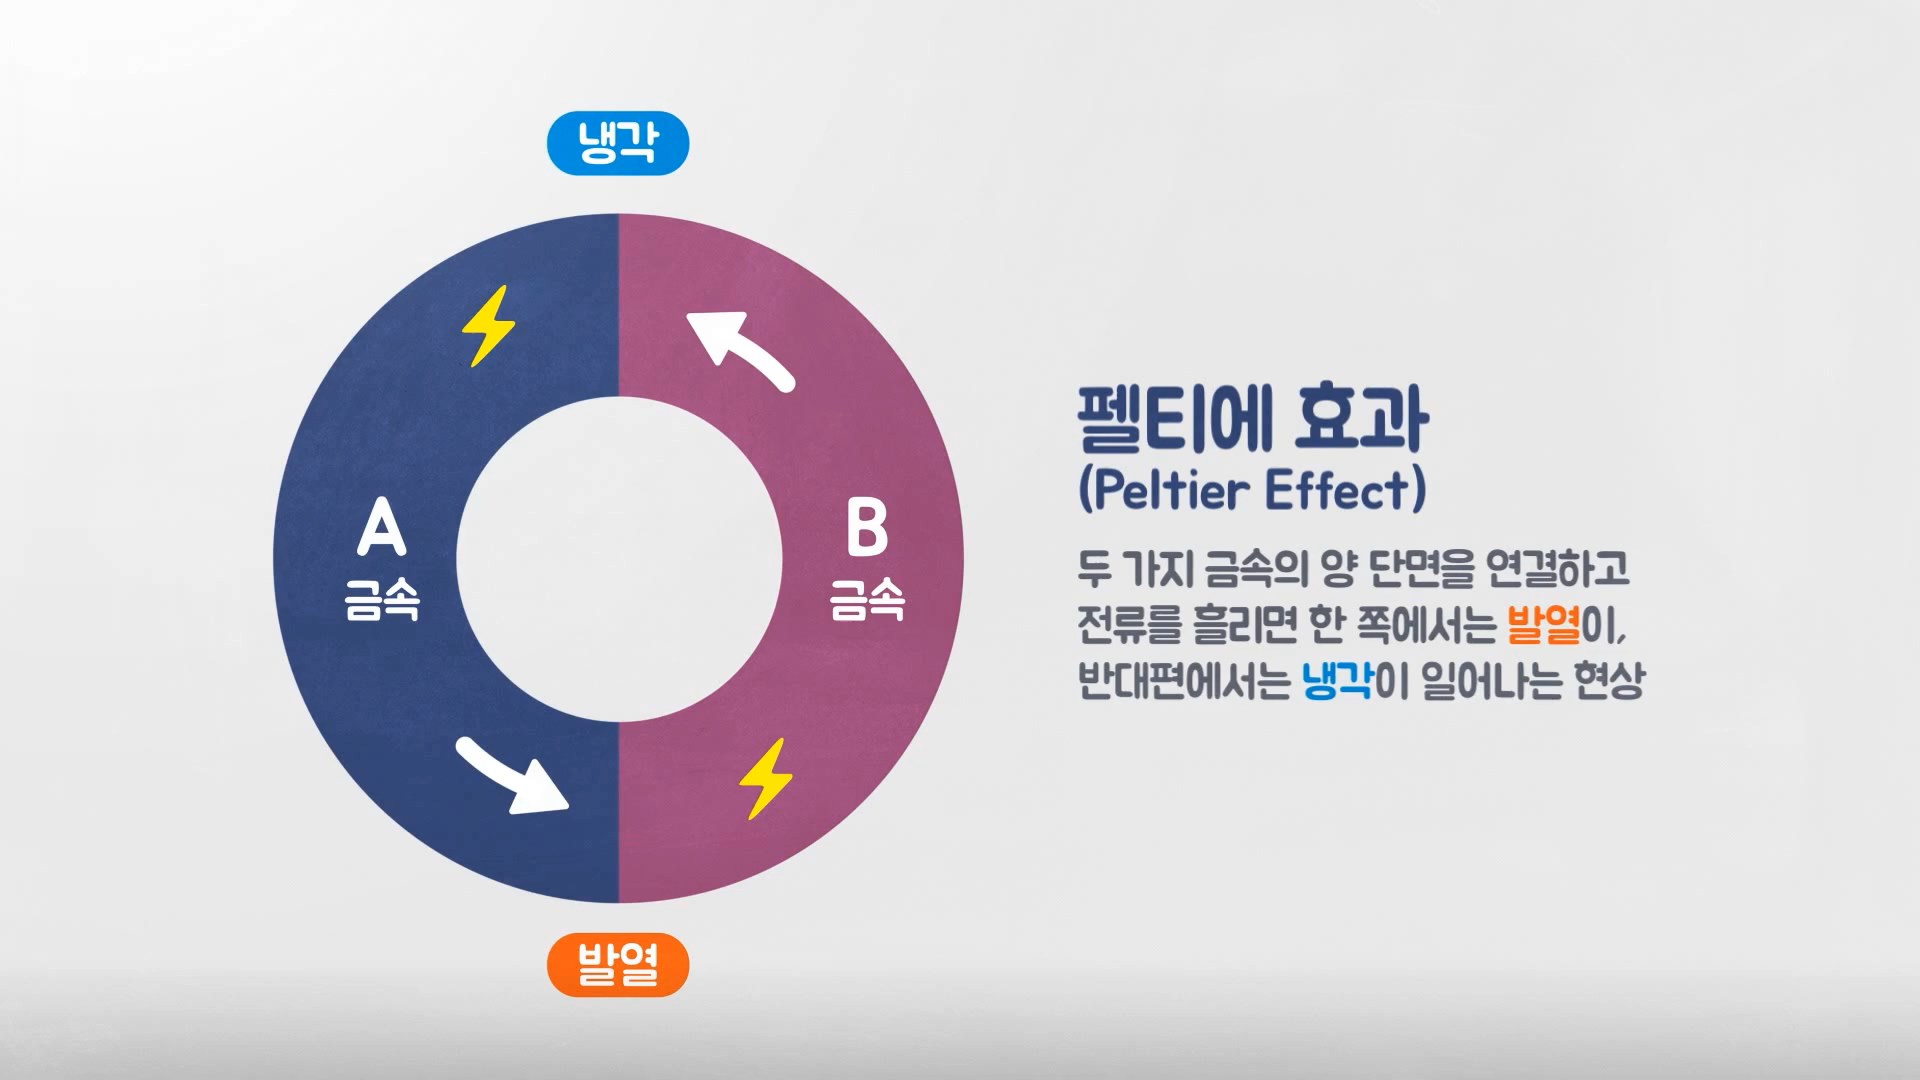 냉각
A
금속
B
금속
발열
펠티에 효과
(Peltier Effect)
두 가지 금속의 양 단면을 연결하고
전류를 흘리면 한 쪽에서는 발열이,
반대편에서는 냉각이 일어나는 현상